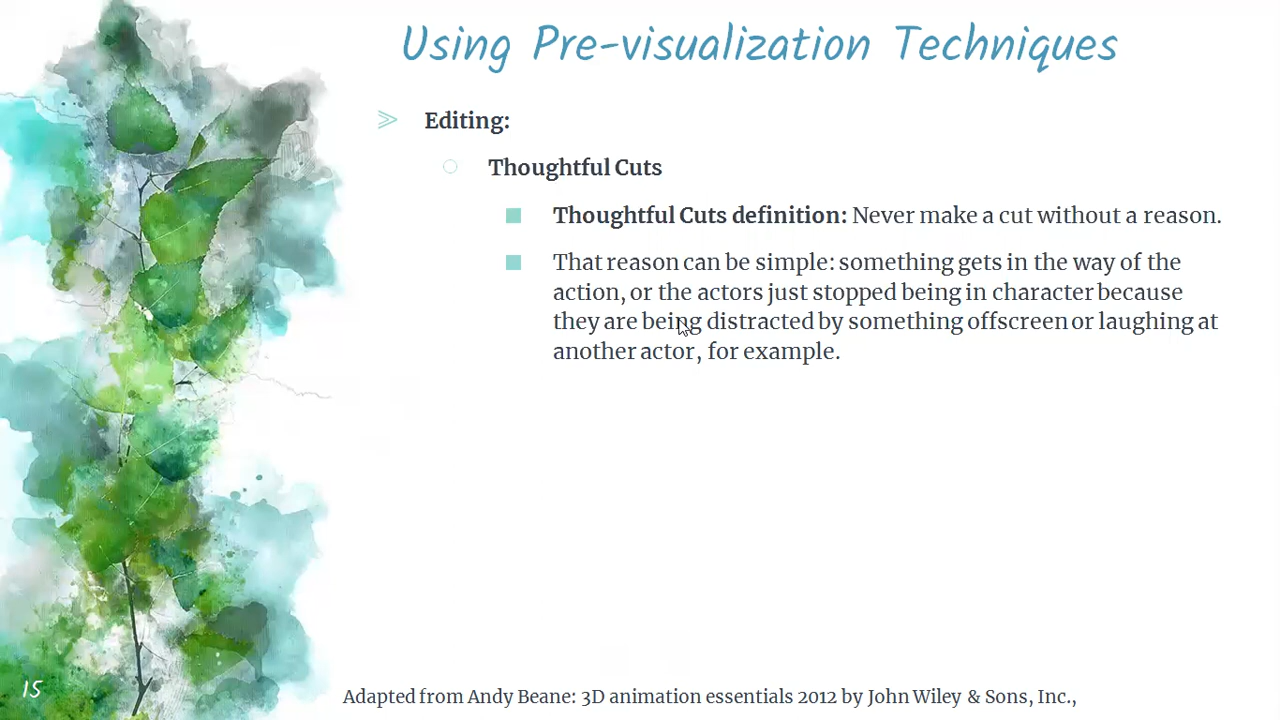 Using Pre-visualization Techniques
Editing:
Thoughtful Cuts
Thoughtful Cuts definition: Never make a cut without a reason.
That reason can be simple: something gets in the way of the
action, or the actors just stopped being in character because
they are being distracted by something offscreen or laughing at
another actor, for example.
15
Adapted from Andy Beane: 3D animation essentials 2012 by John Wiley & Sons, Inc.,